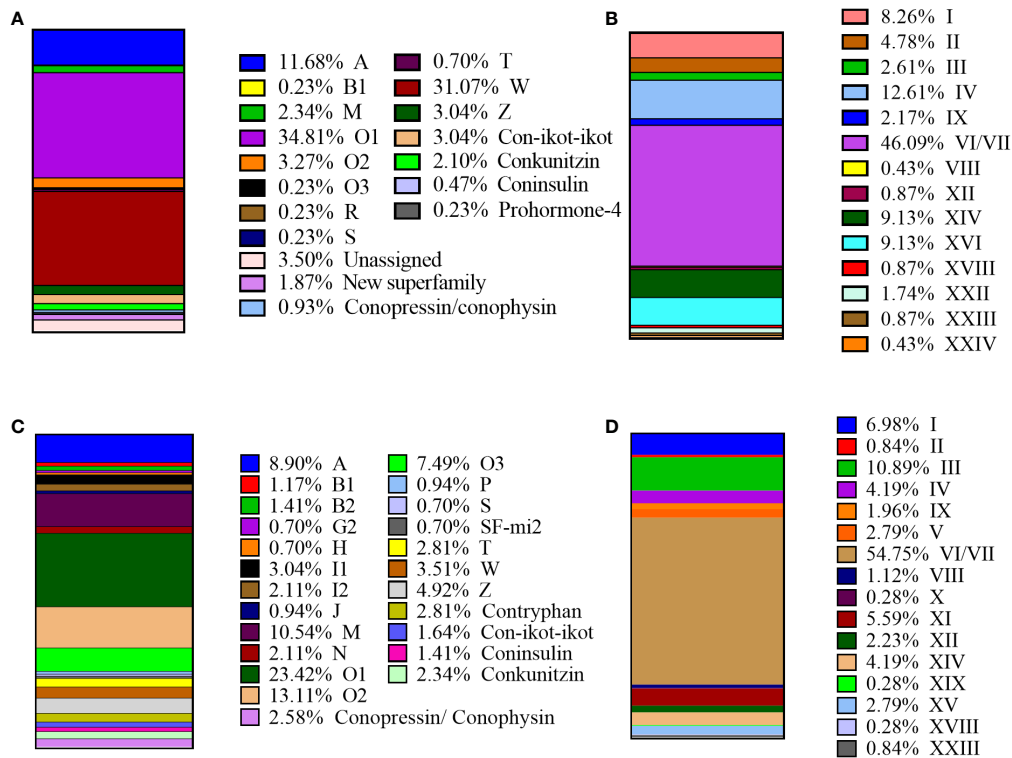 A
11.68% A
0.23% B1
2.34% M
34.81% O1
3.27% O2
0.23% O3
0.23% R
0.23% S
3.50% Unassigned
1.87% New superfamily
0.93% Conopressin/conophysin
0.70% T
31.07% W
3.04% Z
3.04% Con-ikot-ikot
2.10% Conkunitzin
0.47% Coninsulin
0.23% Prohormone-4
B
8.26% I
4.78% II
2.61% III
12.61% IV
2.17% IX
46.09% VI/VII
0.43% VIII
0.87% XII
9.13% XIV
9.13% XVI
0.87% XVIII
1.74% XXII
0.87% XXIII
0.43% XXIV
C
8.90% A
1.17% B1
1.41% B2
0.70% G2
0.70% H
3.04% I1
2.11% I2
0.94% J
10.54% M
2.11% N
23.42% O1
13.11% O2
2.58% Conopressin/ Conophysin
7.49% O3
0.94% P
0.70% S
0.70% SF-mi2
2.81% T
3.51% W
4.92% Z
2.81% Contryphan
1.64% Con-ikot-ikot
1.41% Coninsulin
2.34% Conkunitzin
D
6.98% I
0.84% II
10.89% III
4.19% IV
1.96% IX
2.79% V
54.75% VI/VII
1.12% VIII
0.28% X
5.59% XI
2.23% XII
4.19% XIV
0.28% XIX
2.79% XV
0.28% XVIII
0.84% XXIII